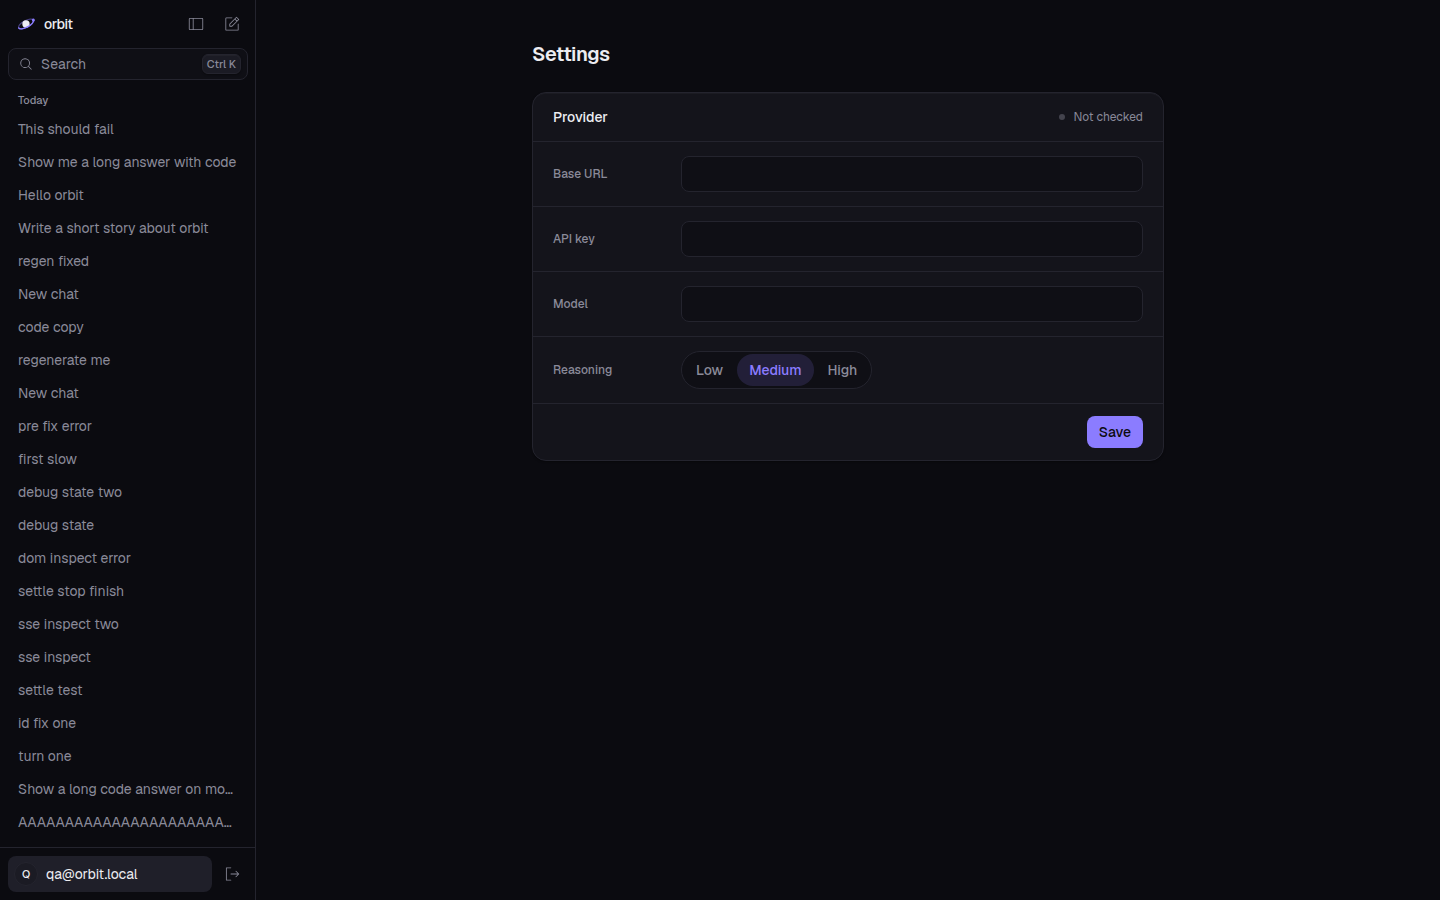 orbit
Search Ctrl K
Today
This should fail
Show me a long answer with code
Hello orbit
Write a short story about orbit
regen fixed
New chat
code copy
regenerate me
New chat
pre fix error
first slow
debug state two
debug state
dom inspect error
settle stop finish
sse inspect two
sse inspect
settle test
id fix one
turn one
Show a long code answer on mo…
AAAAAAAAAAAAAAAAAAAAAA…
Q qa@orbit.local
Settings
Provider Not checked
Base URL
API key
Model
Reasoning Low Medium High
Save